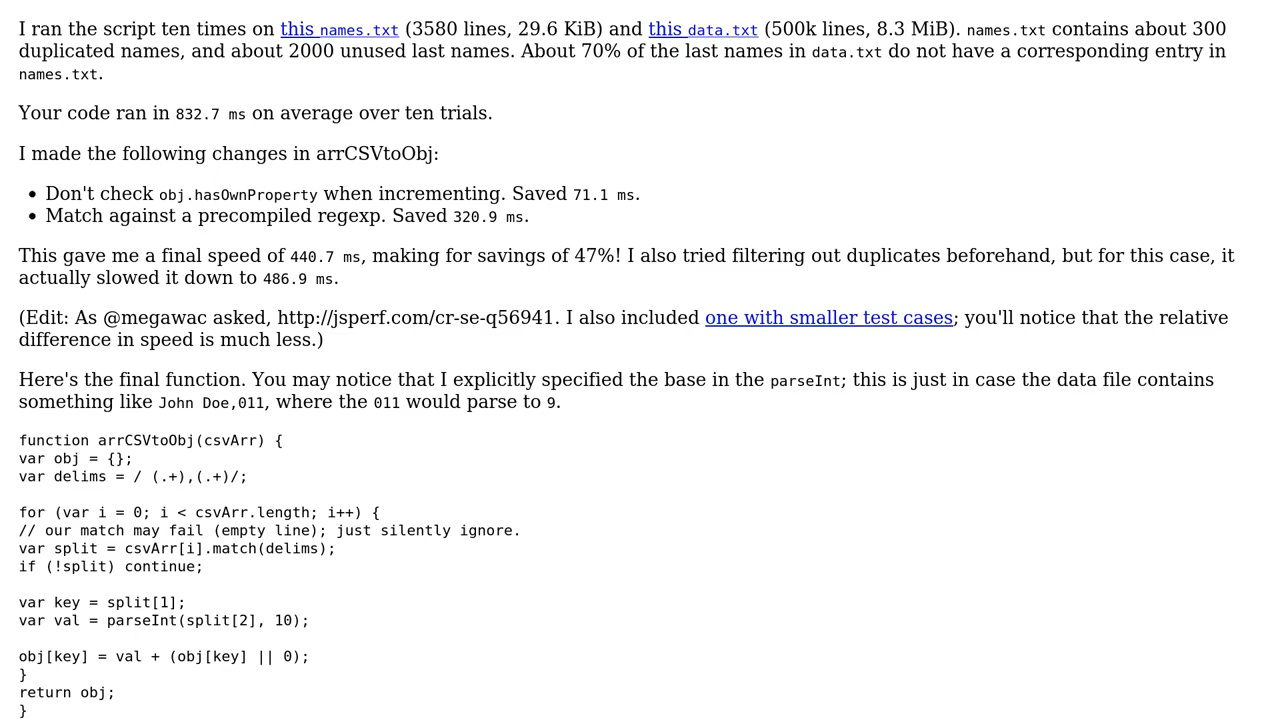 I ran the script ten times on this names.txt (3580 lines, 29.6 KiB) and this data.txt (500k lines, 8.3 MiB). names.txt contains about 300
duplicated names, and about 2000 unused last names. About 70% of the last names in data.txt do not have a corresponding entry in
names.txt.
Your code ran in 832.7 ms on average over ten trials.
I made the following changes in arrCSVtoObj:
• Don't check obj.hasOwnProperty when incrementing. Saved 71.1 ms.
• Match against a precompiled regexp. Saved 320.9 ms.
This gave me a final speed of 440.7 ms, making for savings of 47%! I also tried filtering out duplicates beforehand, but for this case, it
actually slowed it down to 486.9 ms.
(Edit: As @megawac asked, http://jsperf.com/cr-se-q56941. I also included one with smaller test cases; you'll notice that the relative
difference in speed is much less.)
Here's the final function. You may notice that I explicitly specified the base in the parseInt; this is just in case the data file contains
something like John Doe,011, where the 011 would parse to 9.
function arrCSVtoObj(csvArr) {
var obj = {};
var delims = / (.+),(.+)/;
for (var i = 0; i < csvArr.length; i++) {
// our match may fail (empty line); just silently ignore.
var split = csvArr[i].match(delims);
if (!split) continue;
var key = split[1];
var val = parseInt(split[2], 10);
obj[key] = val + (obj[key] || 0);
}
return obj;
}